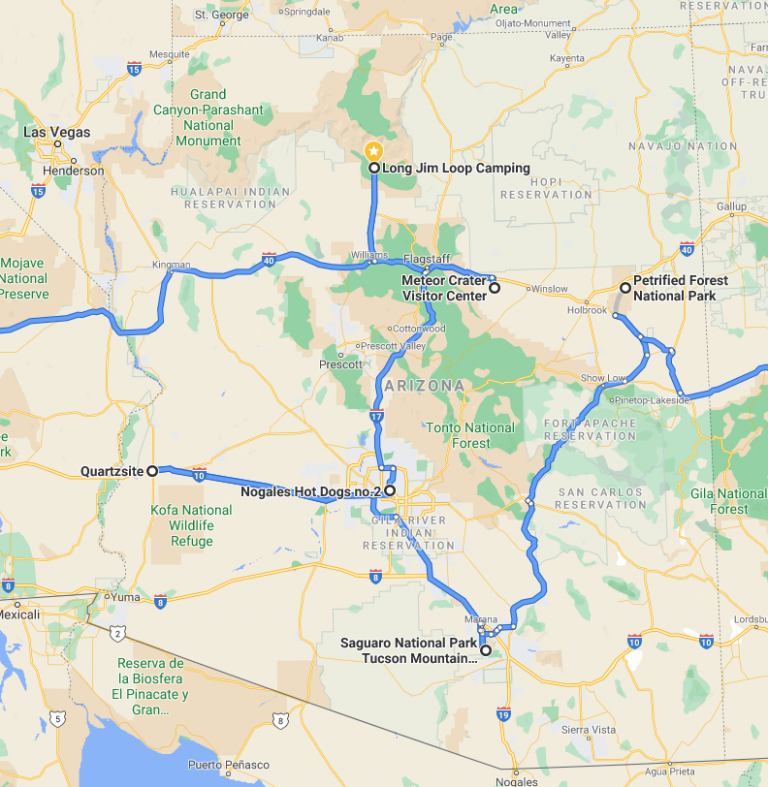 Springdale
St. George
Area
RESERVATION
Kanab
Oljato-Monument
Valley
Page
Mesquite
15
Kayenta
Grand
Canyon-Parashant
National
Monument
NAVAJO NATION
Las Vegas
Henderson
15
Long Jim Loop Camping
HUALAPAI INDIAN
RESERVATION
HOPI
RESERVATION
Gallup
Mojave
National
Preserve
Kingman
40
Williams
Flagstaff
40
Meteor Crater
Visitor Center
Winslow
Petrified Forest
National Park
Holbrook
Cottonwood
Prescott Valley
Prescott
ARIZONA
Show Low
Pinetop-Lakeside
17
Tonto National
Forest
FORT APACHE
RESERVATION
Quartzsite
10
Nogales Hot Dogs no.2
SAN CARLOS
RESERVATION
Gila National
Forest
Kofa National
Wildlife
Refuge
GILA RIVER
INDIAN
RESERVATION
8
8
8
Yuma
Mexicali
Marana
2
Saguaro National Park
Tucson Mountain...
10
10
Lordsbu
Reserva de
la Biosfera
El Pinacate y
Gran...
5
8
19
Sierra Vista
Puerto Peñasco
Nogales
Agua Prieta